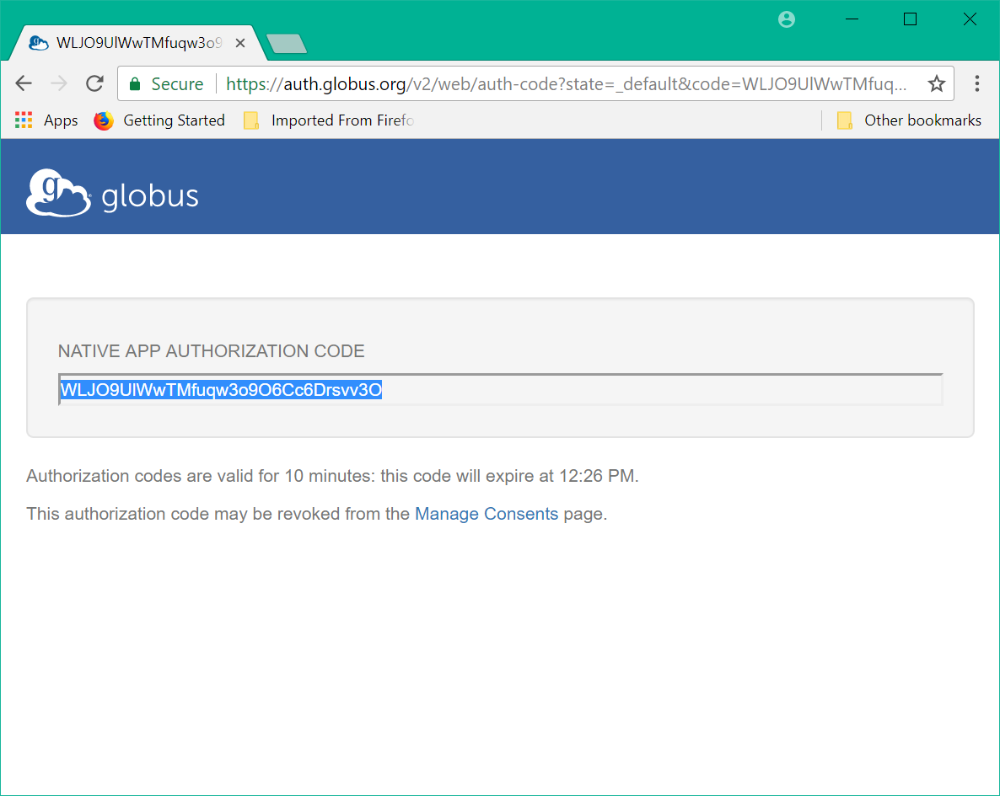 WLJO9UlWwTMfuqw3o9
Secure https://auth.globus.org/v2/web/auth-code?state=_default&code=WLJO9UlWwTMfuq...
Apps Getting Started Imported From Firefo Other bookmarks
g globus
NATIVE APP AUTHORIZATION CODE
WLJO9UlWwTMfuqw3o9O6Cc6Drsvv3O
Authorization codes are valid for 10 minutes: this code will expire at 12:26 PM.
This authorization code may be revoked from the Manage Consents page.